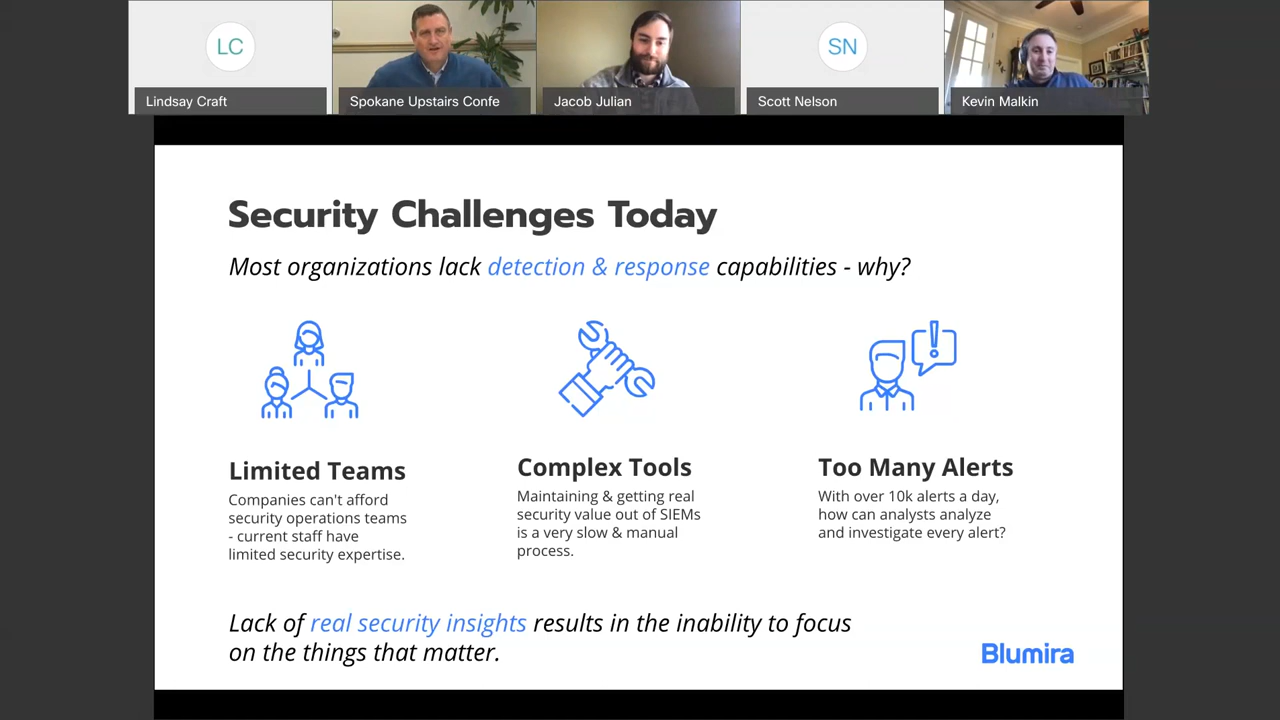 LC
SN
Lindsay Craft
Spokane Upstairs Confe
Jacob Julian
Scott Nelson
Kevin Malkin
Security Challenges Today
Most organizations lack detection & response capabilities - why?
Limited Teams
Companies can't afford
security operations teams
- current staff have
limited security expertise.
Complex Tools
Maintaining & getting real
security value out of SIEMs
is a very slow & manual
process.
Too Many Alerts
With over 10k alerts a day,
how can analysts analyze
and investigate every alert?
Lack of real security insights results in the inability to focus
on the things that matter.
Blumira